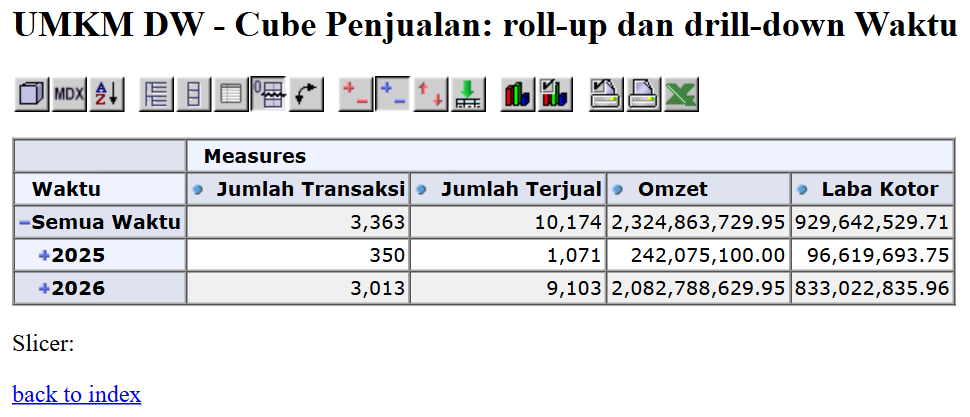 UMKM DW - Cube Penjualan: roll-up dan drill-down Waktu
MDX A Z 0
Measures
Waktu Jumlah Transaksi Jumlah Terjual Omzet Laba Kotor
Semua Waktu 3,363 10,174 2,324,863,729.95 929,642,529.71
2025 350 1,071 242,075,100.00 96,619,693.75
2026 3,013 9,103 2,082,788,629.95 833,022,835.96
Slicer:
back to index